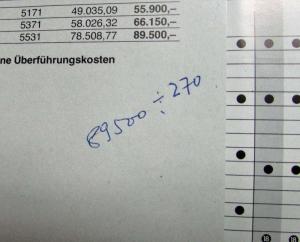 5171 49.035,09 55.900,–
5371 58.026,32 66.150,–
5531 78.508,77 89.500,–
ne Überführungskosten
89500 ÷ 270